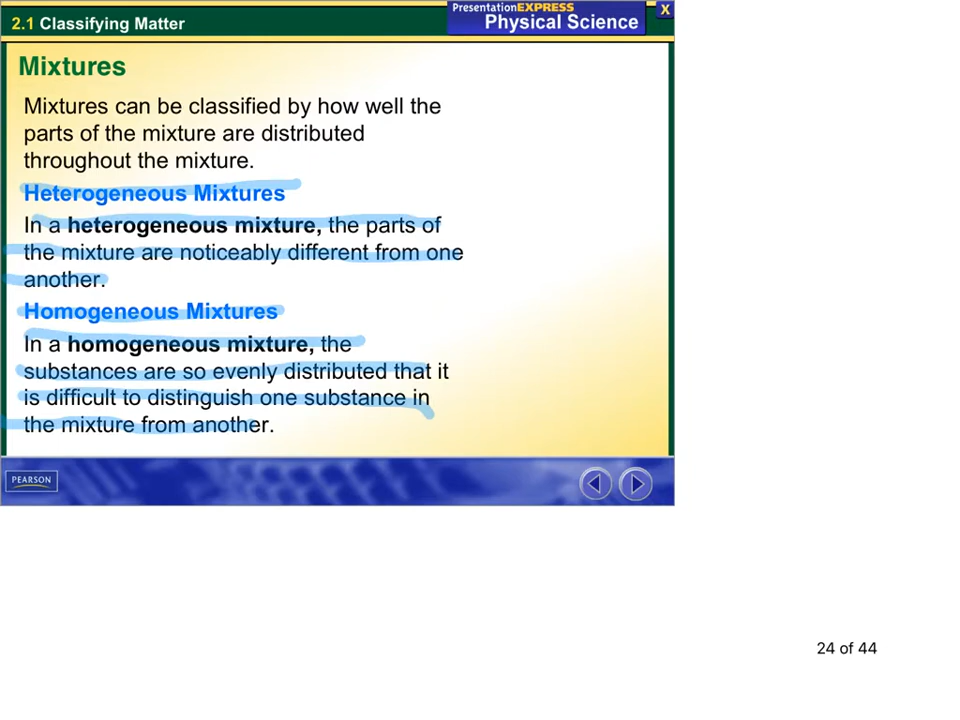 2.1 Classifying Matter
PresentationEXPRESS
Physical Science
X
Mixtures
Mixtures can be classified by how well the
parts of the mixture are distributed
throughout the mixture.
Heterogeneous Mixtures
In a heterogeneous mixture, the parts of
the mixture are noticeably different from one
another.
Homogeneous Mixtures
In a homogeneous mixture, the
substances are so evenly distributed that it
is difficult to distinguish one substance in
the mixture from another.
PEARSON
24 of 44